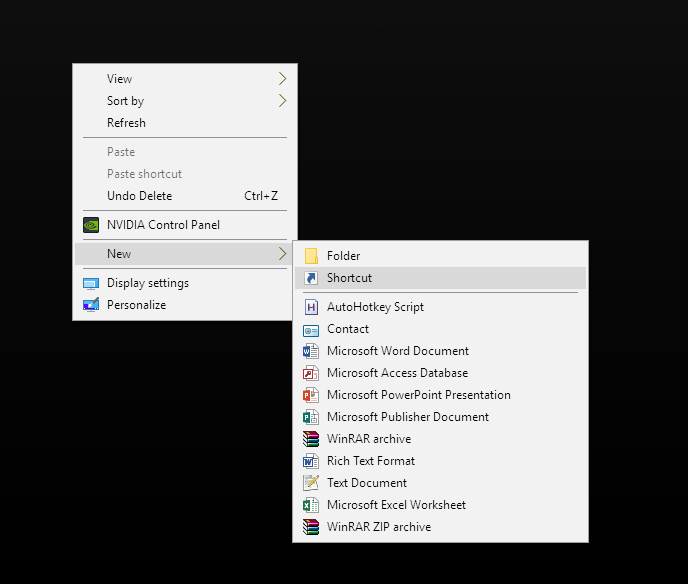 View
Sort by
Refresh
Paste
Paste shortcut
Undo Delete Ctrl+Z
NVIDIA Control Panel
New
Display settings
Personalize
Folder
Shortcut
AutoHotkey Script
Contact
Microsoft Word Document
Microsoft Access Database
Microsoft PowerPoint Presentation
Microsoft Publisher Document
WinRAR archive
Rich Text Format
Text Document
Microsoft Excel Worksheet
WinRAR ZIP archive